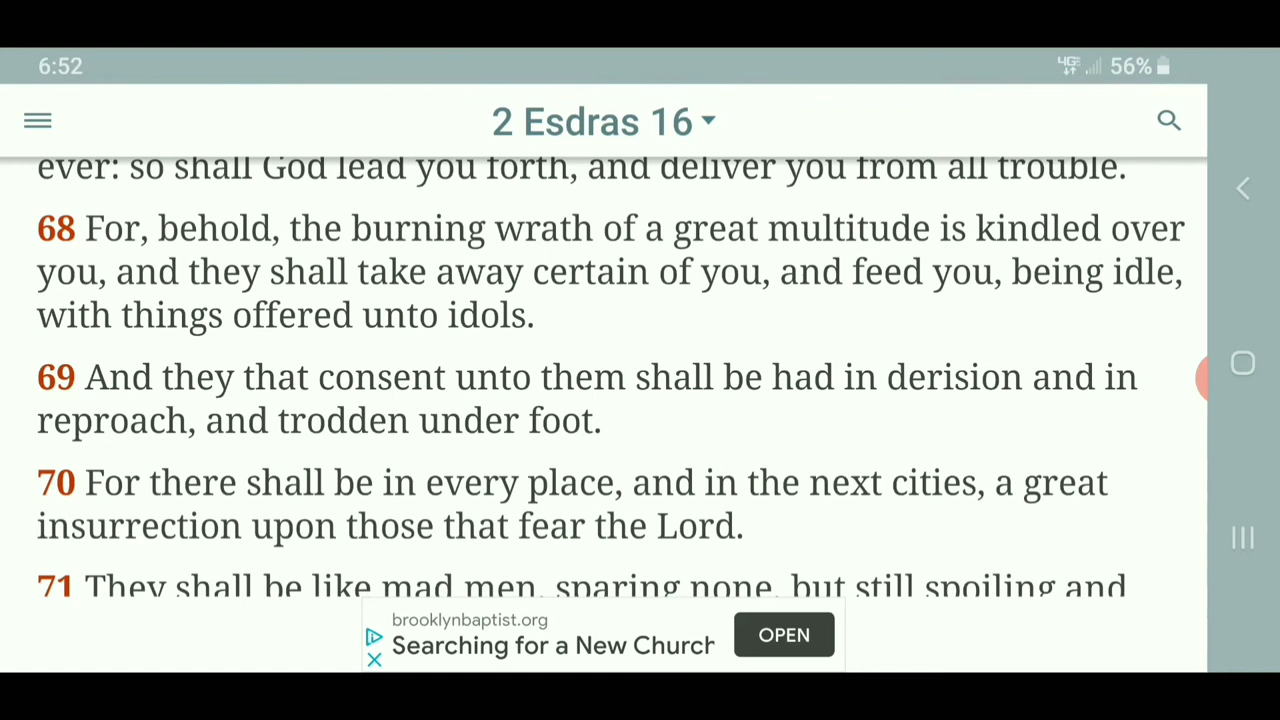 6:52
4GE 56%
2 Esdras 16
ever: so shall God lead you forth, and deliver you from all trouble.
68 For, behold, the burning wrath of a great multitude is kindled over
you, and they shall take away certain of you, and feed you, being idle,
with things offered unto idols.
69 And they that consent unto them shall be had in derision and in
reproach, and trodden under foot.
70 For there shall be in every place, and in the next cities, a great
insurrection upon those that fear the Lord.
71 They shall be like mad men, sparing none, but still spoiling and
brooklynbaptist.org
Searching for a New Church
OPEN